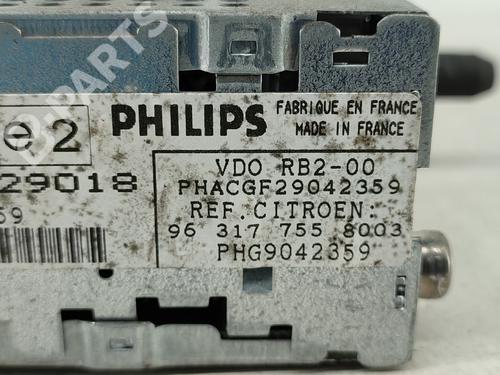 B-PARTS
e2
PHILIPS
FABRIQUE EN FRANCE
MADE IN FRANCE
29018
59
VDO RB2-00
PHACGF29042359
REF.CITROEN:
96 317 755 8003
PHG9042359